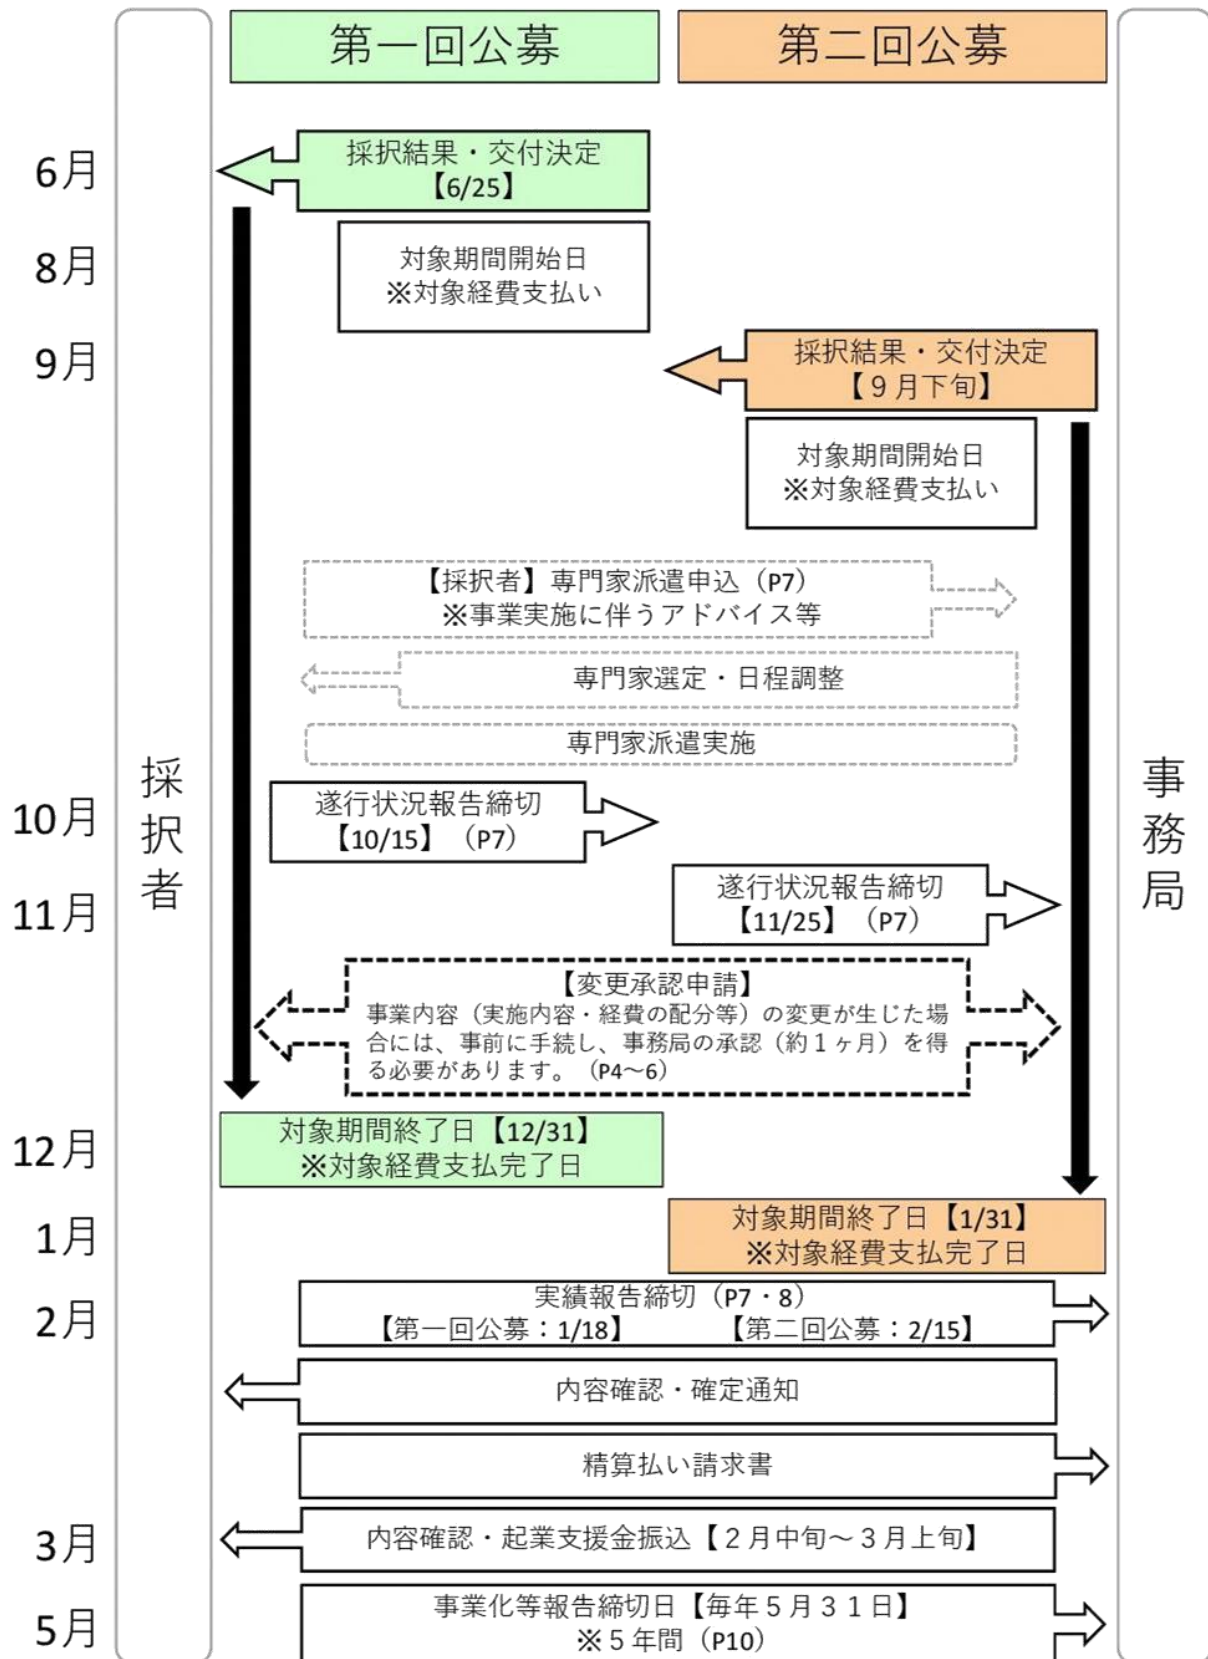 第一回公募
第二回公募
6月
採択結果・交付決定
【6/25】
8月
対象期間開始日
※対象経費支払い
9月
採択結果・交付決定
【９月下旬】
対象期間開始日
※対象経費支払い
【採択者】専門家派遣申込（P7）
※事業実施に伴うアドバイス等
専門家選定・日程調整
専門家派遣実施
採択者
事務局
10月
遂行状況報告締切
【10/15】（P7）
11月
遂行状況報告締切
【11/25】（P7）
【変更承認申請】
事業内容（実施内容・経費の配分等）の変更が生じた場
合には、事前に手続し、事務局の承認（約１ヶ月）を得
る必要があります。（P4～6）
12月
対象期間終了日【12/31】
※対象経費支払完了日
1月
対象期間終了日【1/31】
※対象経費支払完了日
2月
実績報告締切（P7・8）
【第一回公募：1/18】 【第二回公募：2/15】
内容確認・確定通知
精算払い請求書
3月
内容確認・起業支援金振込【２月中旬～３月上旬】
5月
事業化等報告締切日【毎年５月３１日】
※５年間（P10）